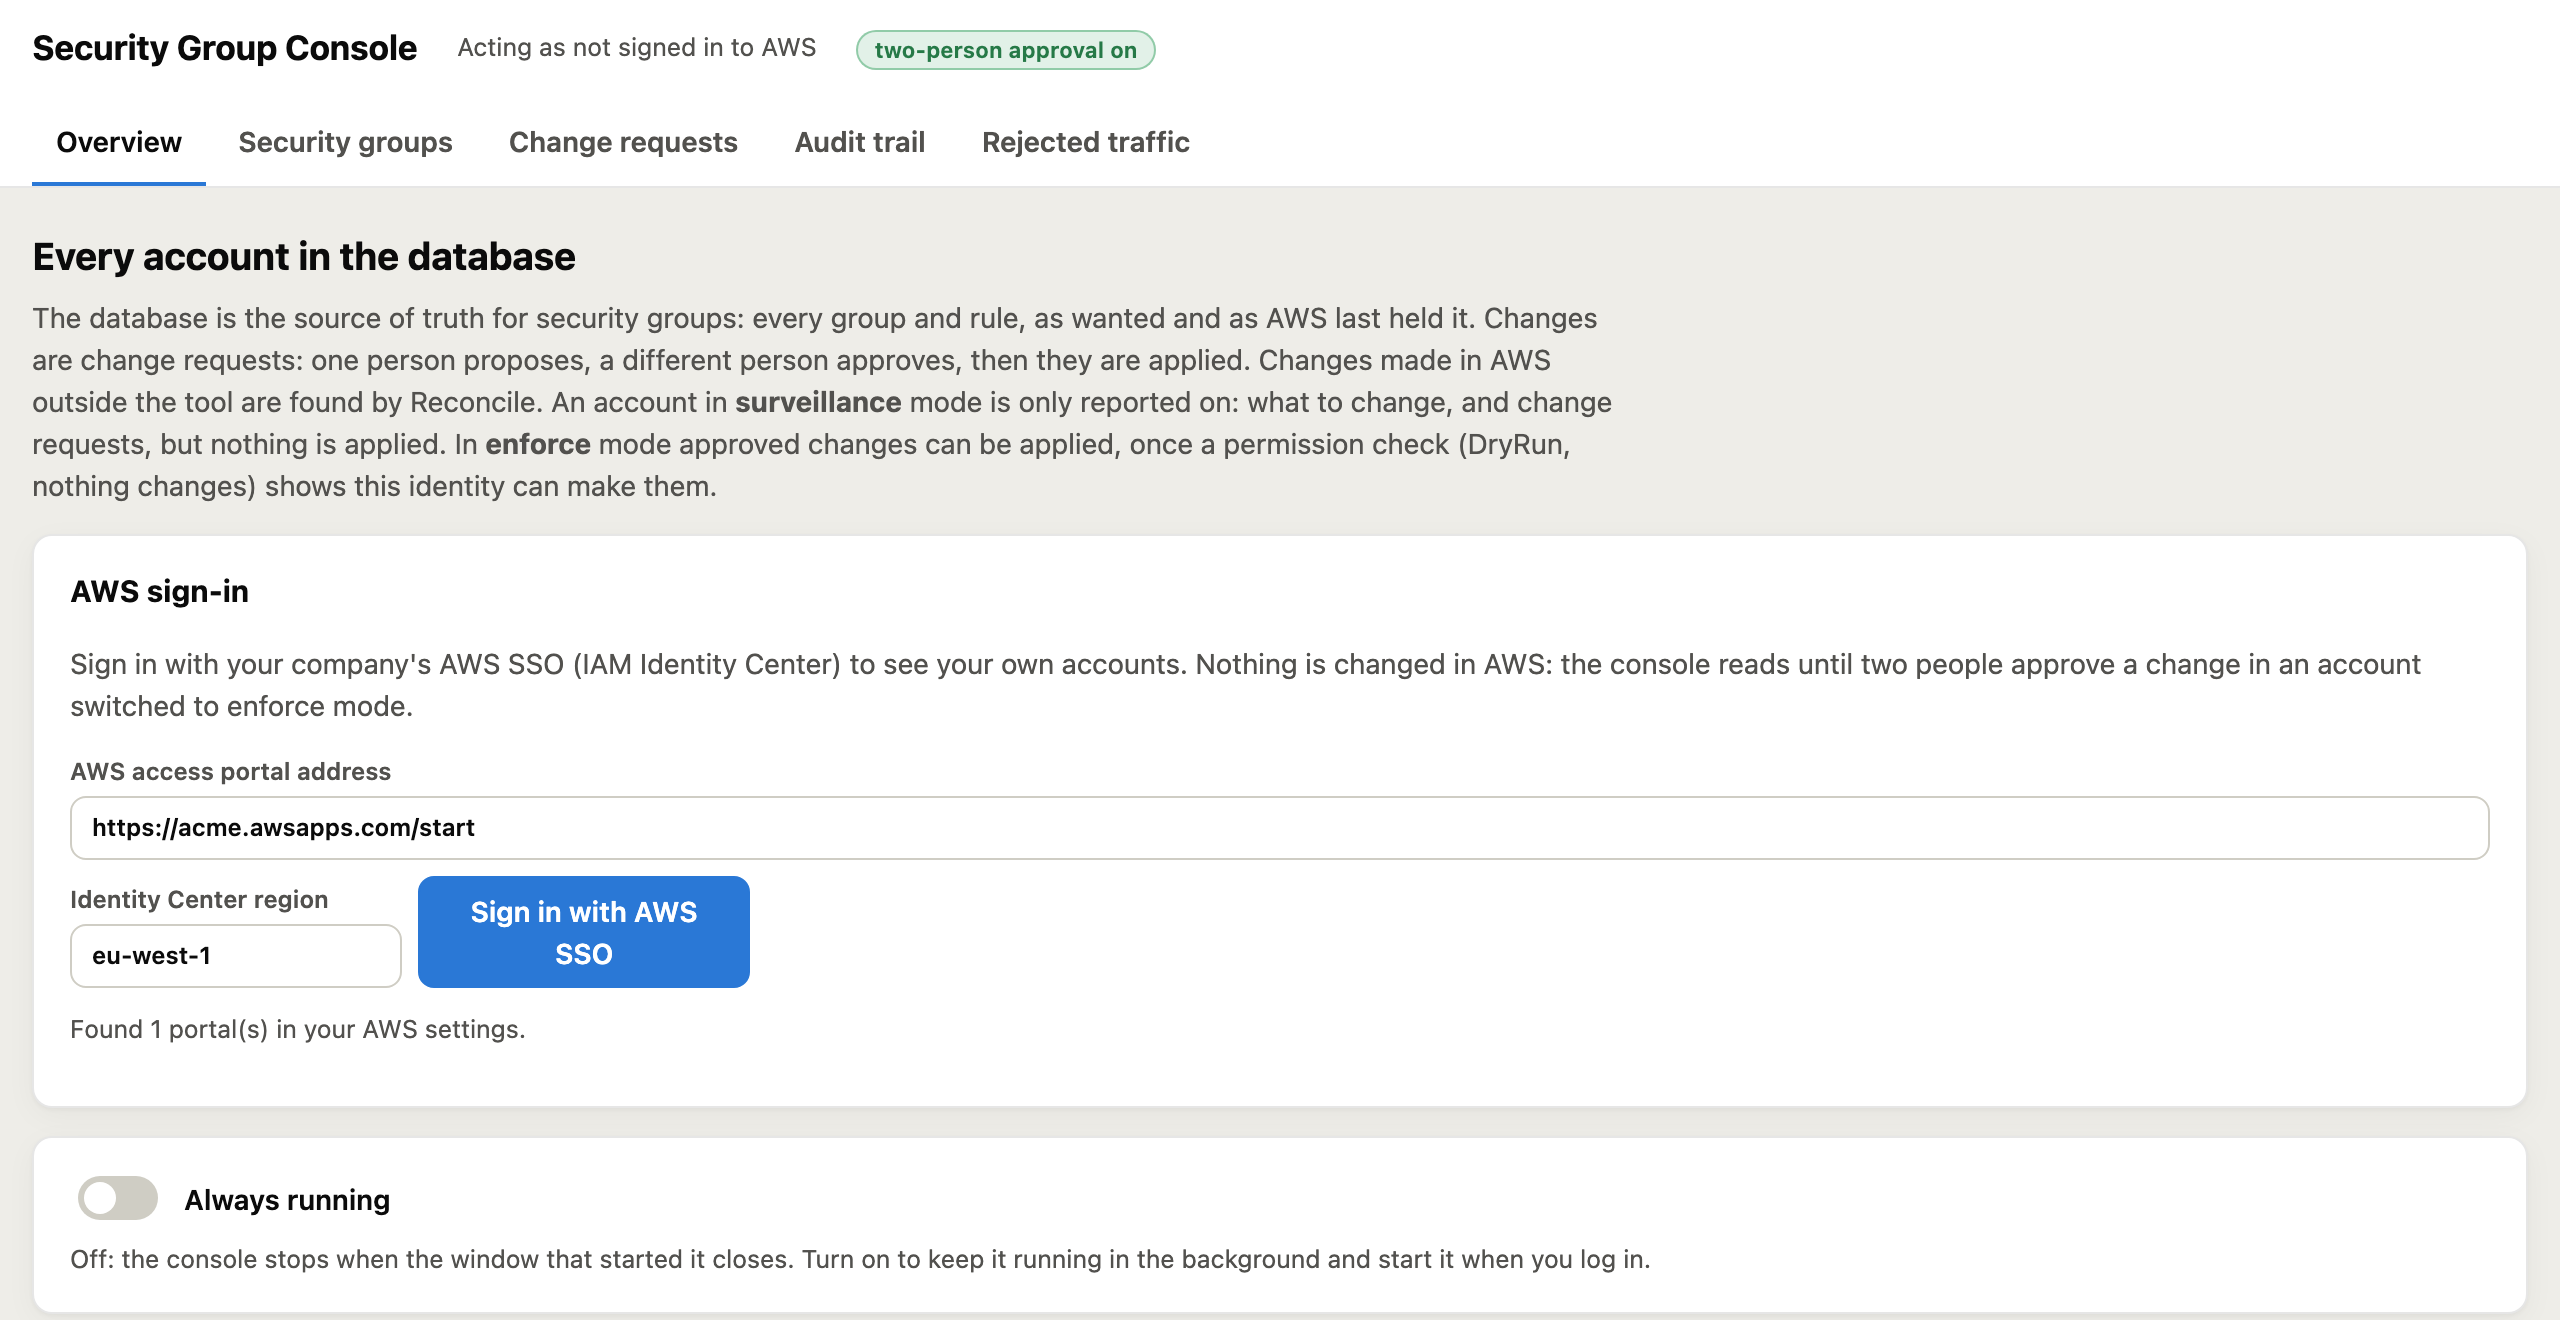 Security Group Console
Acting as not signed in to AWS
two-person approval on
Overview
Security groups
Change requests
Audit trail
Rejected traffic
Every account in the database
The database is the source of truth for security groups: every group and rule, as wanted and as AWS last held it. Changes
are change requests: one person proposes, a different person approves, then they are applied. Changes made in AWS
outside the tool are found by Reconcile. An account in surveillance mode is only reported on: what to change, and change
requests, but nothing is applied. In enforce mode approved changes can be applied, once a permission check (DryRun,
nothing changes) shows this identity can make them.
AWS sign-in
Sign in with your company's AWS SSO (IAM Identity Center) to see your own accounts. Nothing is changed in AWS: the console reads until two people approve a change in an account
switched to enforce mode.
AWS access portal address
https://acme.awsapps.com/start
Identity Center region
eu-west-1
Sign in with AWS
SSO
Found 1 portal(s) in your AWS settings.
Always running
Off: the console stops when the window that started it closes. Turn on to keep it running in the background and start it when you log in.